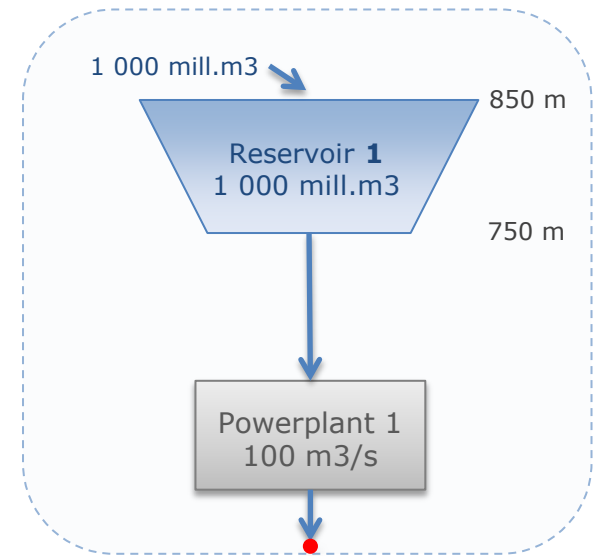 1 000 mill.m3
850 m
Reservoir 1
1 000 mill.m3
750 m
Powerplant 1
100 m3/s